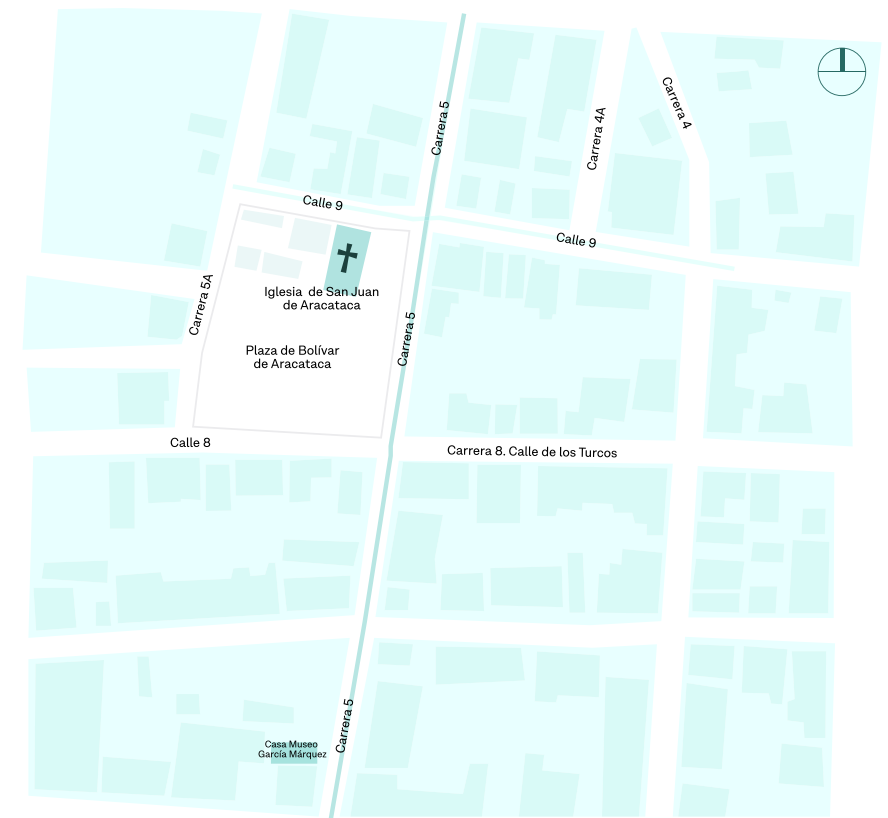 Carrera 4
Carrera 5
Carrera 4A
Calle 9
Calle 9
Iglesia  de San Juan
de Aracataca
Carrera 5A
Carrera 5
Plaza de Bolívar
de Aracataca
Calle 8
Carrera 8. Calle de los Turcos
Carrera 5
Casa Museo
García Márquez